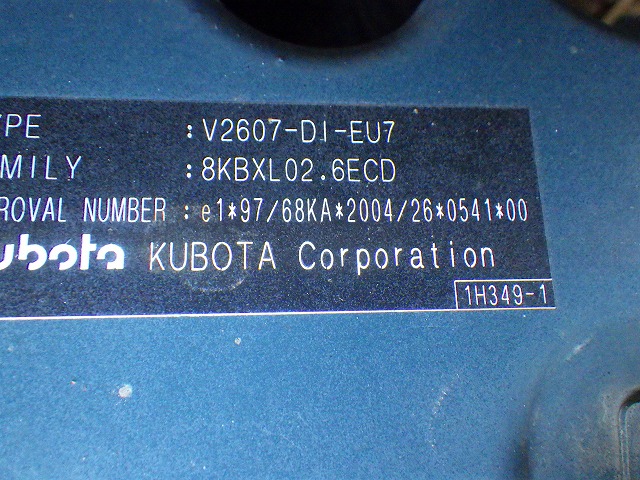 YPE : V2607-DI-EU7
MILY : 8KBXL02.6ECD
ROVAL NUMBER : e1*97/68KA*2004/26*0541*00
ubota KUBOTA Corporation
1H349-1